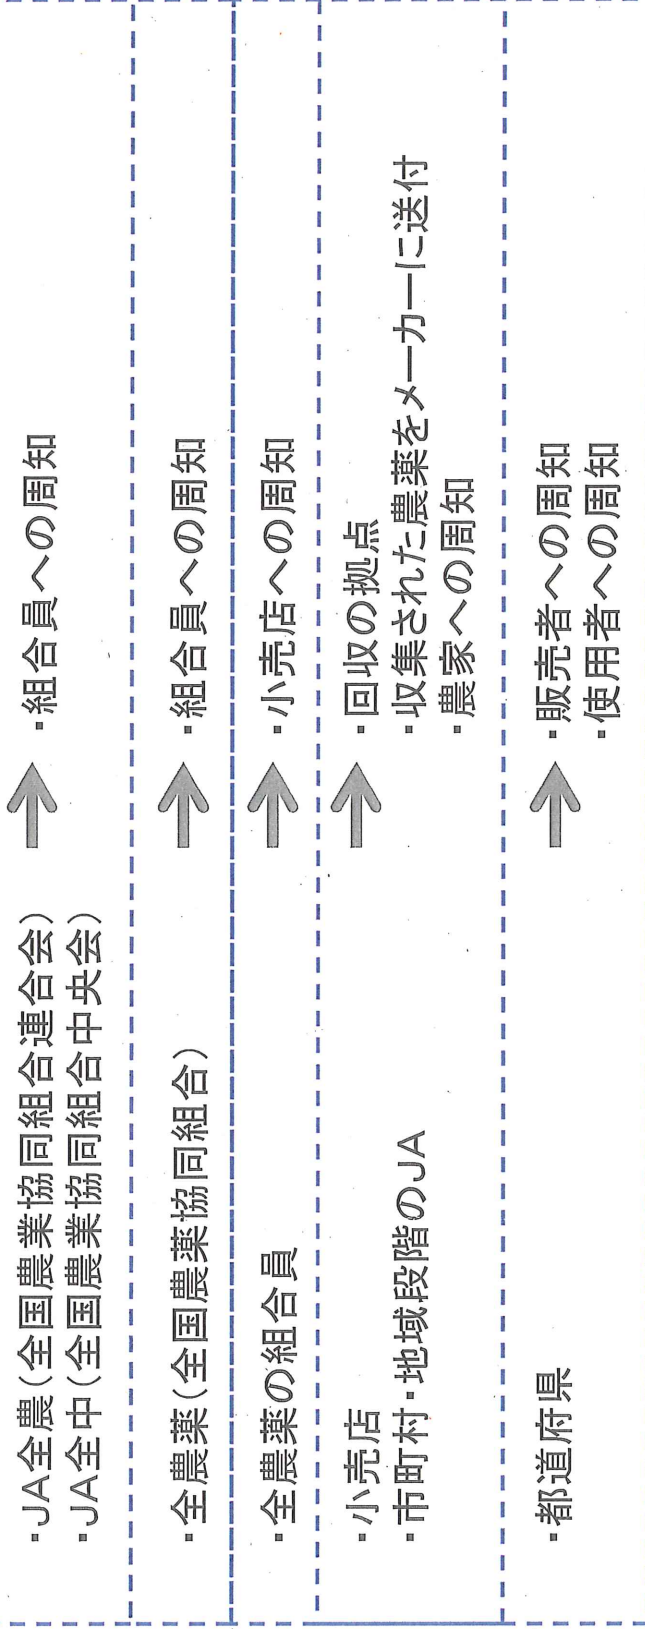 ・JA全農(全国農業協同組合連合会)
・JA全中(全国農業協同組合中央会)
・組合員への周知
・全農薬(全国農薬協同組合)
・組合員への周知
・全農薬の組合員
・小売店への周知
・小売店
・市町村・地域段階のJA
・回収の拠点
・収集された農薬をメーカーに送付
・農家への周知
・都道府県
・販売者への周知
・使用者への周知